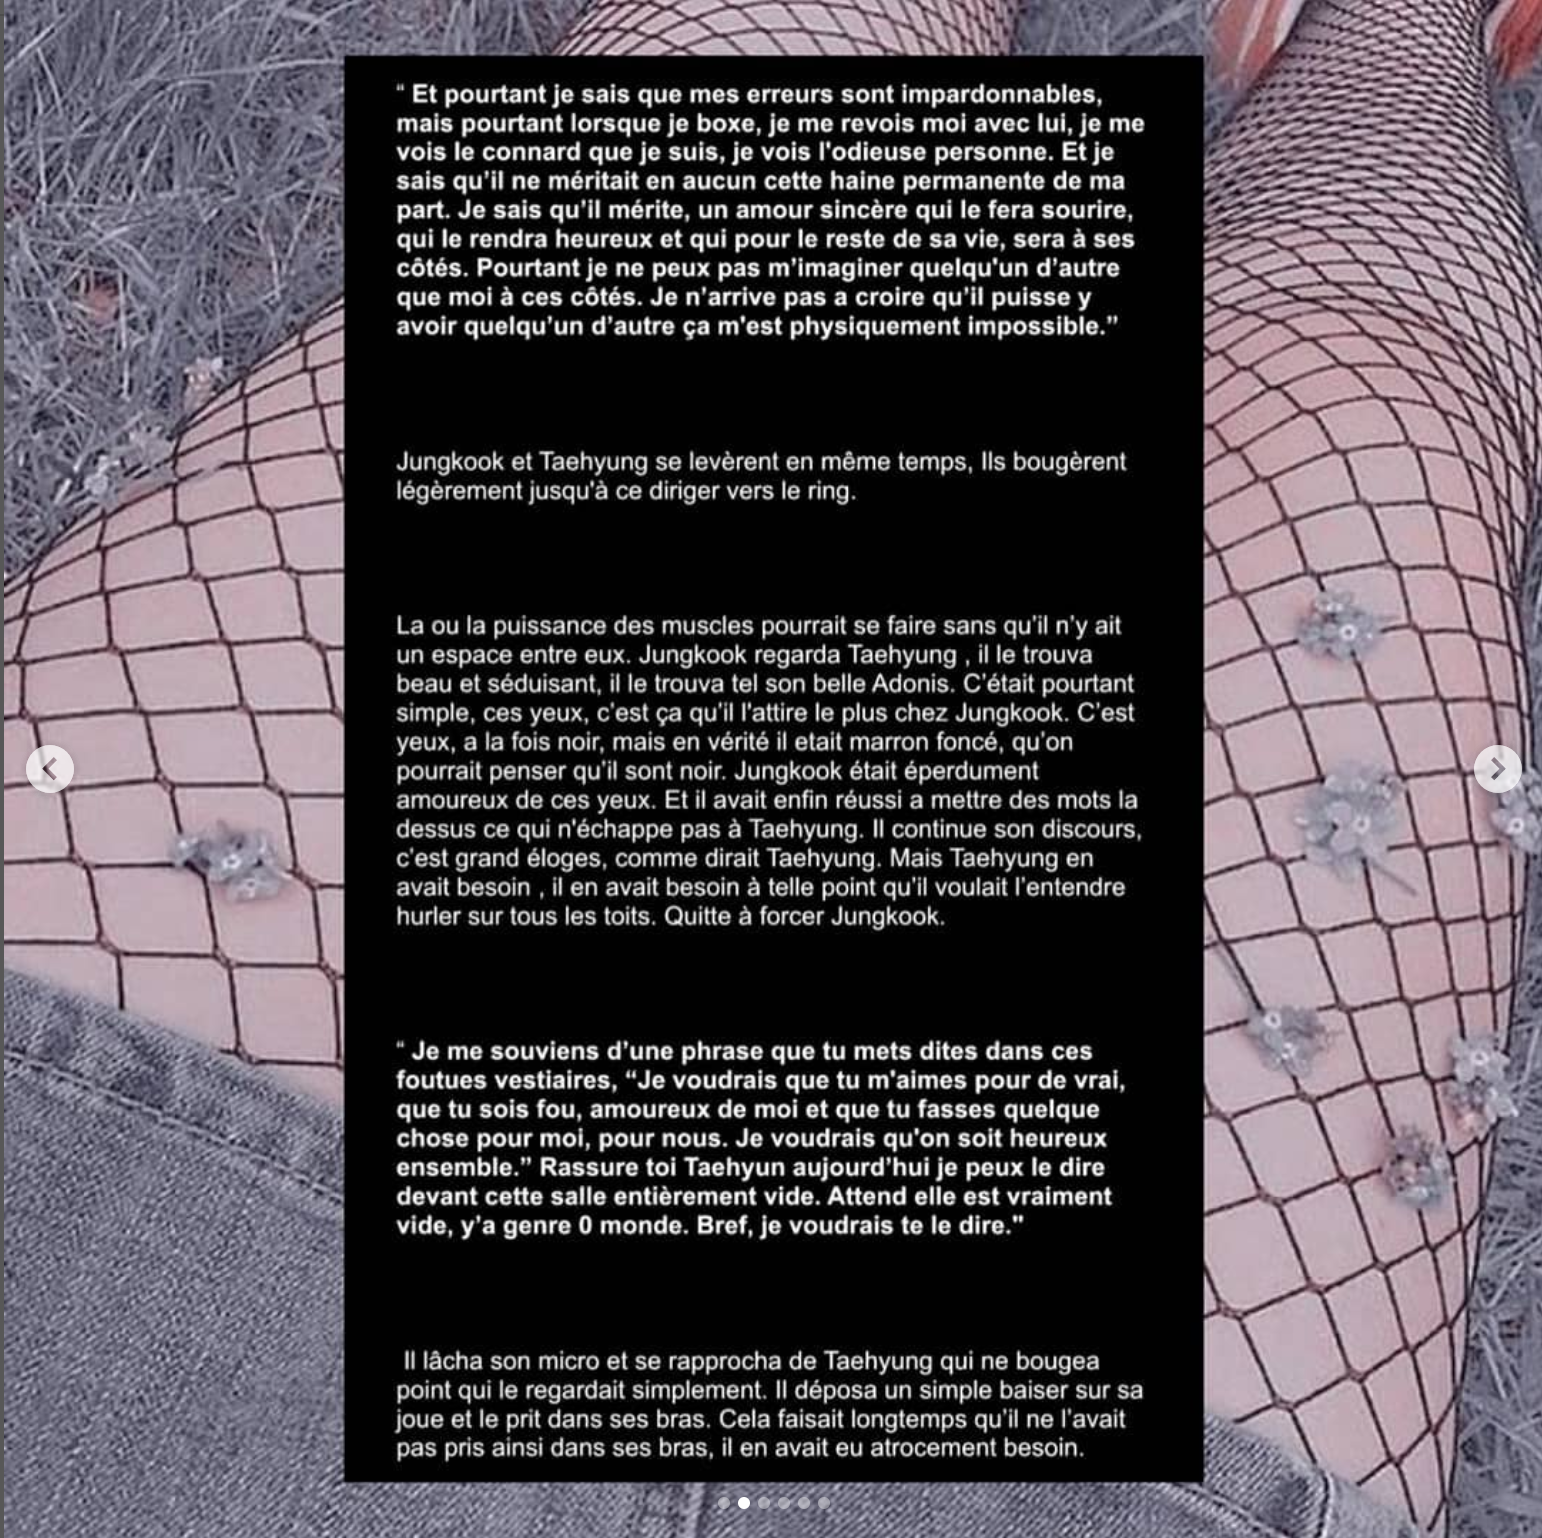 “ Et pourtant je sais que mes erreurs sont impardonnables,
mais pourtant lorsque je boxe, je me revois moi avec lui, je me
vois le connard que je suis, je vois l'odieuse personne. Et je
sais qu’il ne méritait en aucun cette haine permanente de ma
part. Je sais qu’il mérite, un amour sincère qui le fera sourire,
qui le rendra heureux et qui pour le reste de sa vie, sera à ses
côtés. Pourtant je ne peux pas m’imaginer quelqu'un d’autre
que moi à ces côtés. Je n’arrive pas a croire qu’il puisse y
avoir quelqu’un d’autre ça m'est physiquement impossible.”
Jungkook et Taehyung se levèrent en même temps, Ils bougèrent
légèrement jusqu'à ce diriger vers le ring.
La ou la puissance des muscles pourrait se faire sans qu’il n’y ait
un espace entre eux. Jungkook regarda Taehyung , il le trouva
beau et séduisant, il le trouva tel son belle Adonis. C’était pourtant
simple, ces yeux, c’est ça qu’il l'attire le plus chez Jungkook. C’est
yeux, a la fois noir, mais en vérité il etait marron foncé, qu’on
pourrait penser qu’il sont noir. Jungkook était éperdument
amoureux de ces yeux. Et il avait enfin réussi a mettre des mots la
dessus ce qui n'échappe pas à Taehyung. Il continue son discours,
c’est grand éloges, comme dirait Taehyung. Mais Taehyung en
avait besoin , il en avait besoin à telle point qu’il voulait l’entendre
hurler sur tous les toits. Quitte à forcer Jungkook.
“ Je me souviens d’une phrase que tu mets dites dans ces
foutues vestiaires, “Je voudrais que tu m'aimes pour de vrai,
que tu sois fou, amoureux de moi et que tu fasses quelque
chose pour moi, pour nous. Je voudrais qu'on soit heureux
ensemble.” Rassure toi Taehyun aujourd’hui je peux le dire
devant cette salle entièrement vide. Attend elle est vraiment
vide, y’a genre 0 monde. Bref, je voudrais te le dire."
Il lâcha son micro et se rapprocha de Taehyung qui ne bougea
point qui le regardait simplement. Il déposa un simple baiser sur sa
joue et le prit dans ses bras. Cela faisait longtemps qu’il ne l’avait
pas pris ainsi dans ses bras, il en avait eu atrocement besoin.